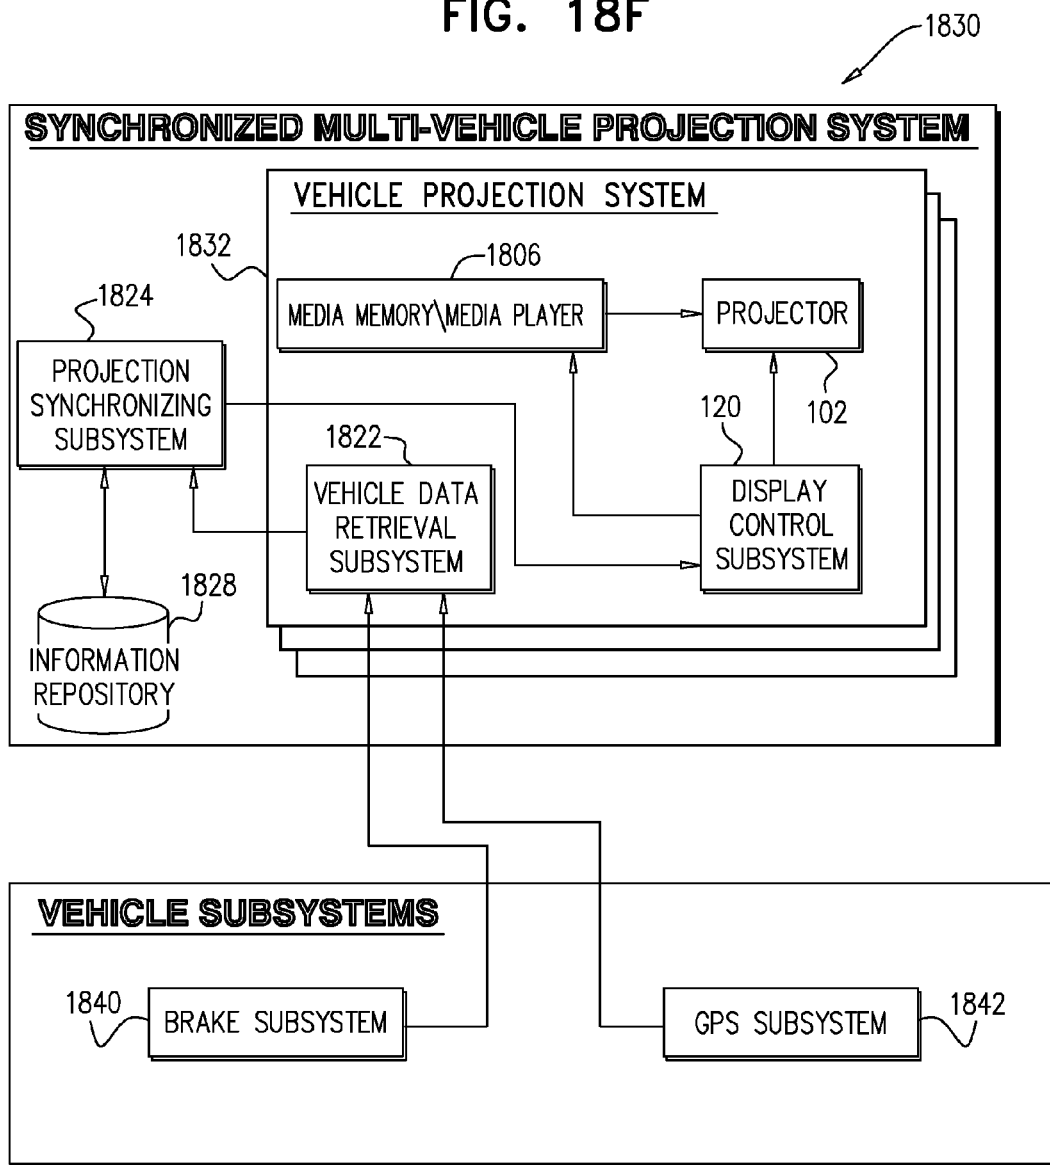 FIG. 18F
1830
SYNCHRONIZED MULTI-VEHICLE PROJECTION SYSTEM
VEHICLE PROJECTION SYSTEM
1832
1806
MEDIA MEMORY\MEDIA PLAYER
PROJECTOR
102
1824
PROJECTION
SYNCHRONIZING
SUBSYSTEM
1822
VEHICLE DATA
RETRIEVAL
SUBSYSTEM
120
DISPLAY
CONTROL
SUBSYSTEM
1828
INFORMATION
REPOSITORY
VEHICLE SUBSYSTEMS
1840
BRAKE SUBSYSTEM
GPS SUBSYSTEM
1842